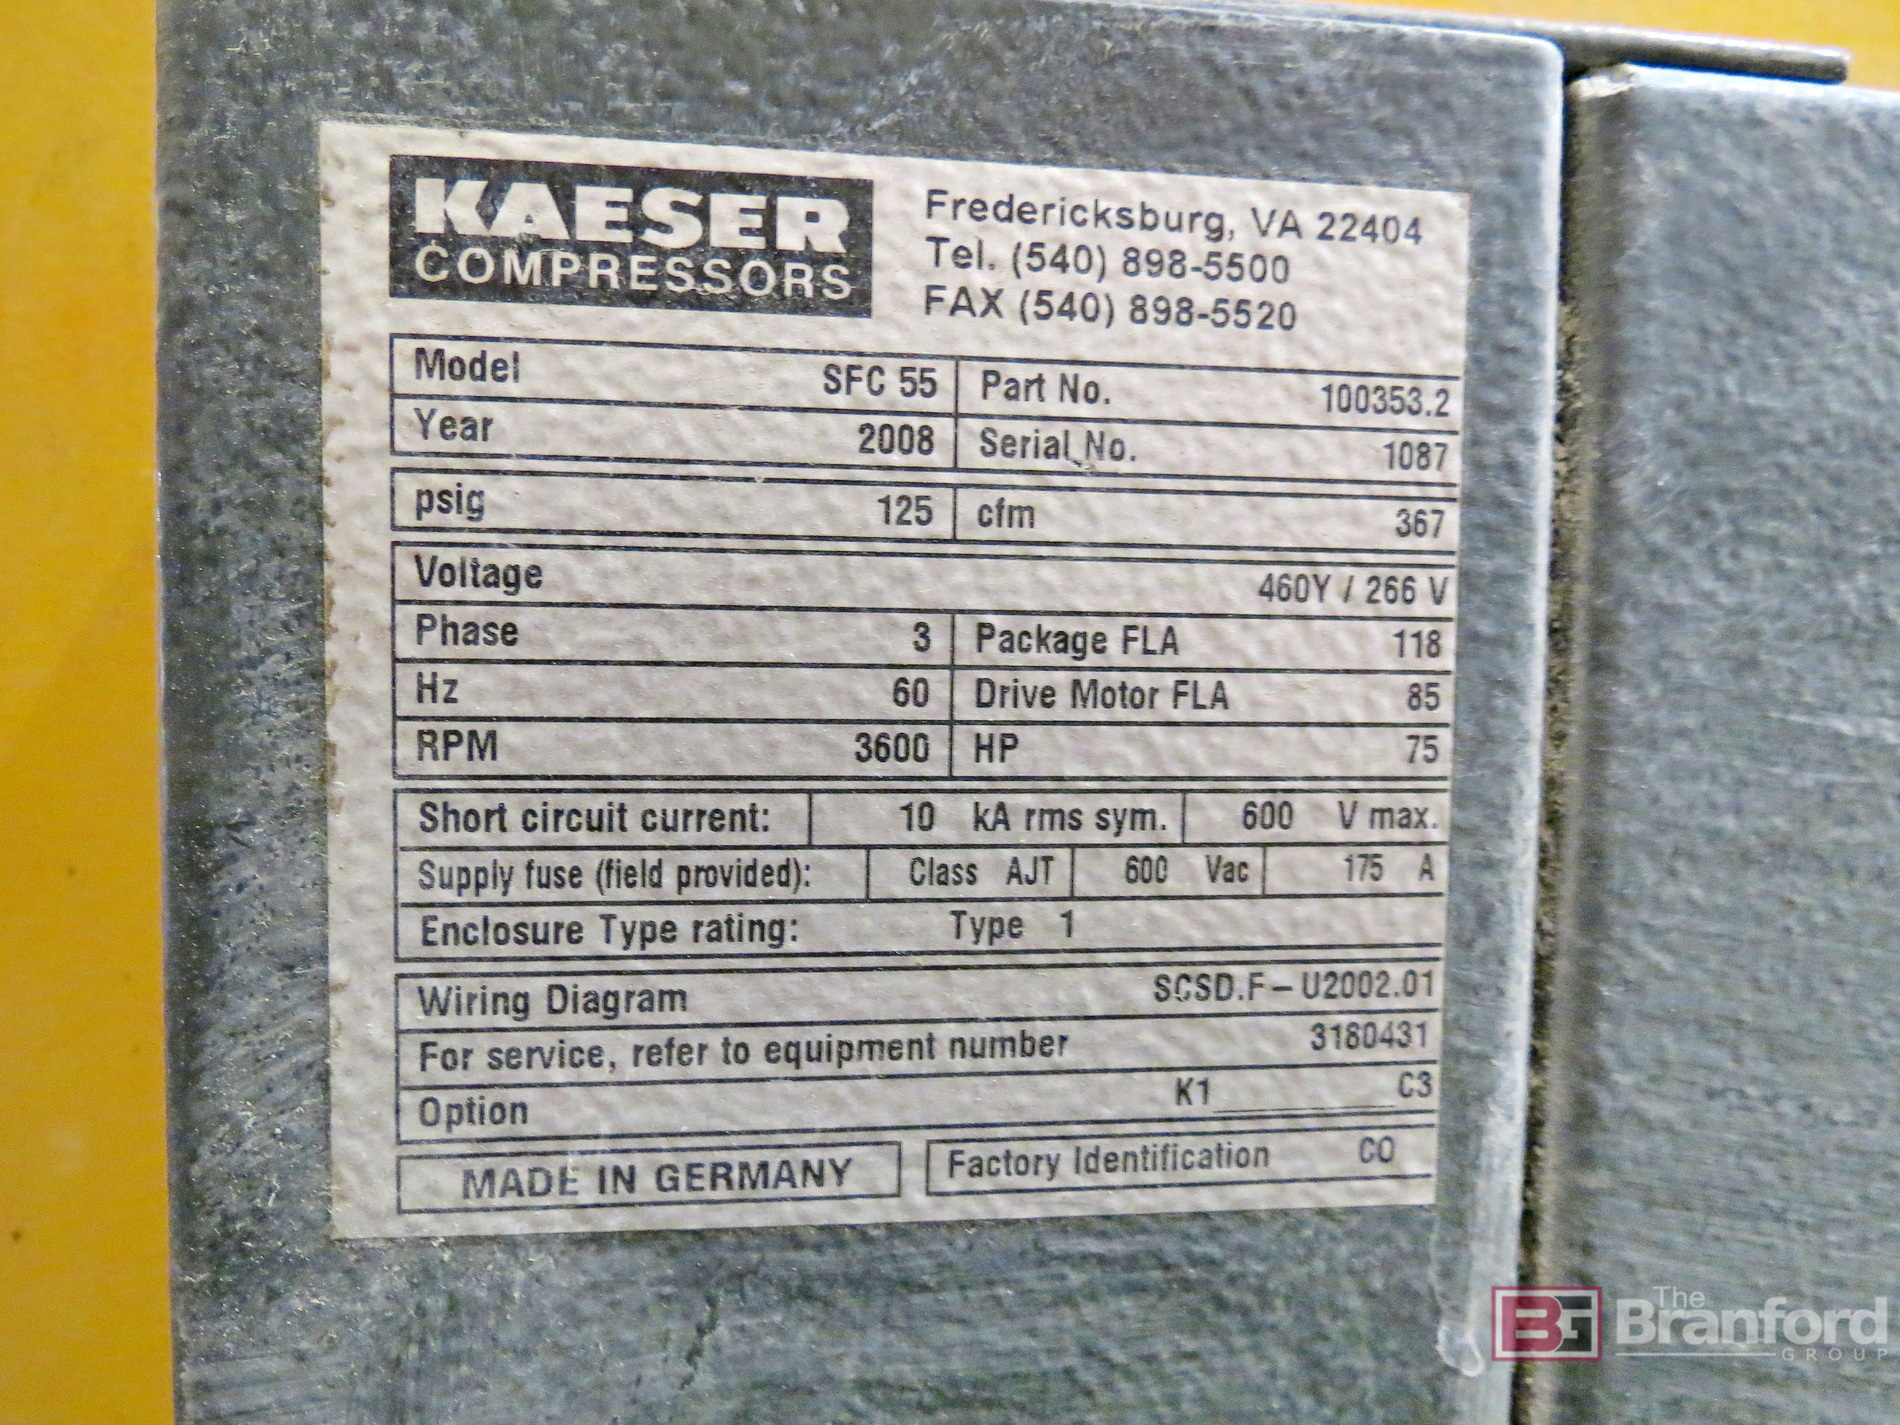 KAESER
COMPRESSORS
Fredericksburg, VA 22404
Tel. (540) 898-5500
FAX (540) 898-5520
Model SFC 55 Part No. 100353.2
Year 2008 Serial No. 1087
psig 125 cfm 367
Voltage 460Y / 266 V
Phase 3 Package FLA 118
Hz 60 Drive Motor FLA 85
RPM 3600 HP 75
Short circuit current: 10 kA rms sym. 600 V max.
Supply fuse (field provided): Class AJT 600 Vac 175 A
Enclosure Type rating: Type 1
Wiring Diagram SCSD.F – U2002.01
For service, refer to equipment number 3180431
Option K1__________C3
MADE IN GERMANY Factory Identification CO
BG The
Branford
GROUP